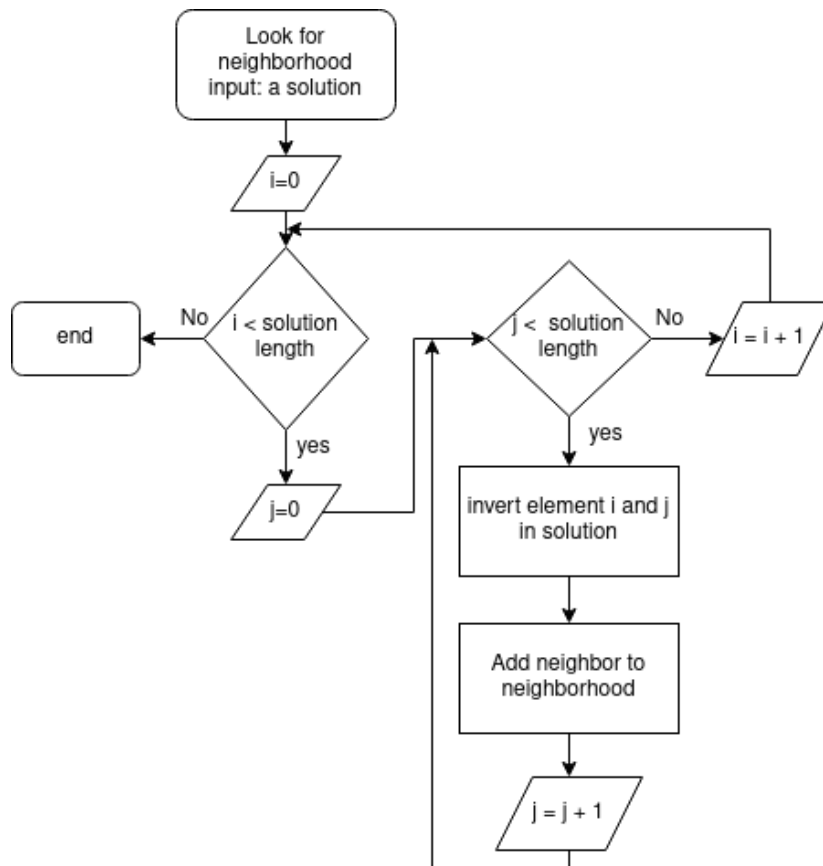 Look for
neighborhood
input: a solution
i=0
i < solution
length
No
end
yes
j=0
j < solution
length
No
i = i + 1
yes
invert element i and j
in solution
Add neighbor to
neighborhood
j = j + 1